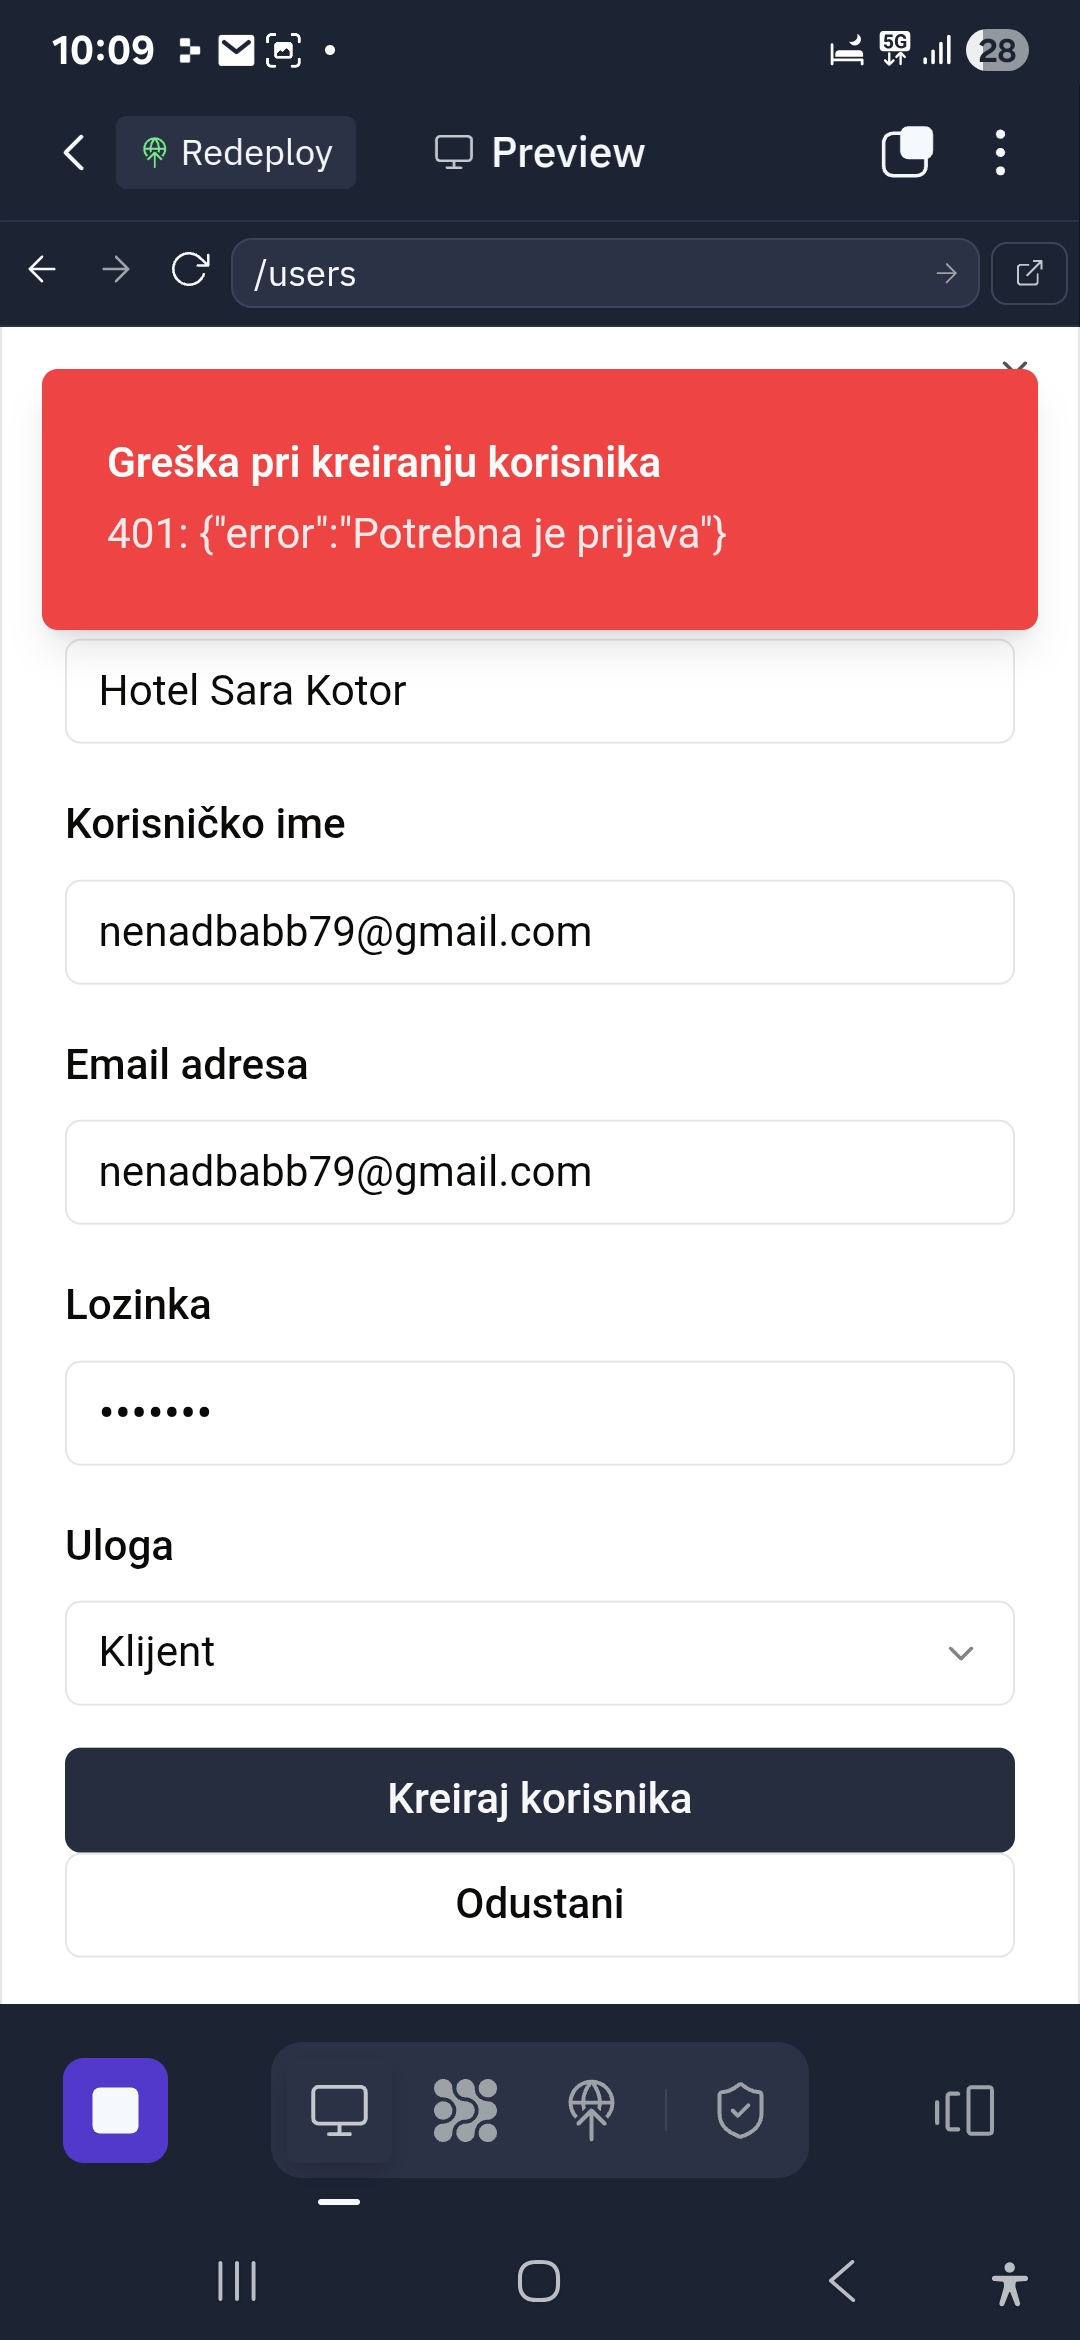 10:09
5G
28
Redeploy
Preview
/users
Greška pri kreiranju korisnika
401: {"error":"Potrebna je prijava"}
Hotel Sara Kotor
Korisničko ime
nenadbabb79@gmail.com
Email adresa
nenadbabb79@gmail.com
Lozinka
•••••••
Uloga
Klijent
Kreiraj korisnika
Odustani